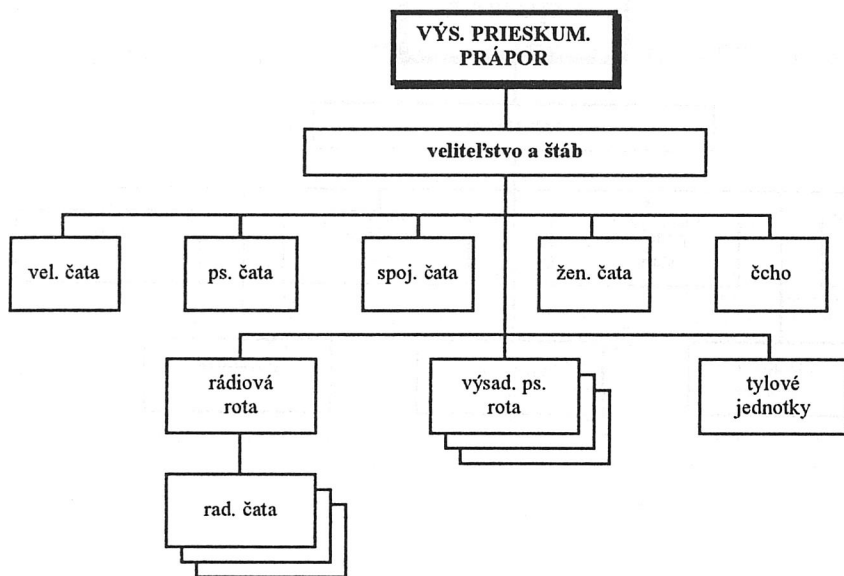 VÝS. PRIESKUM.
PRÁPOR
veliteľstvo a štáb
vel. čata
ps. čata
spoj. čata
žen. čata
čcho
rádiová
rota
výsad. ps.
rota
tylové
jednotky
rad. čata